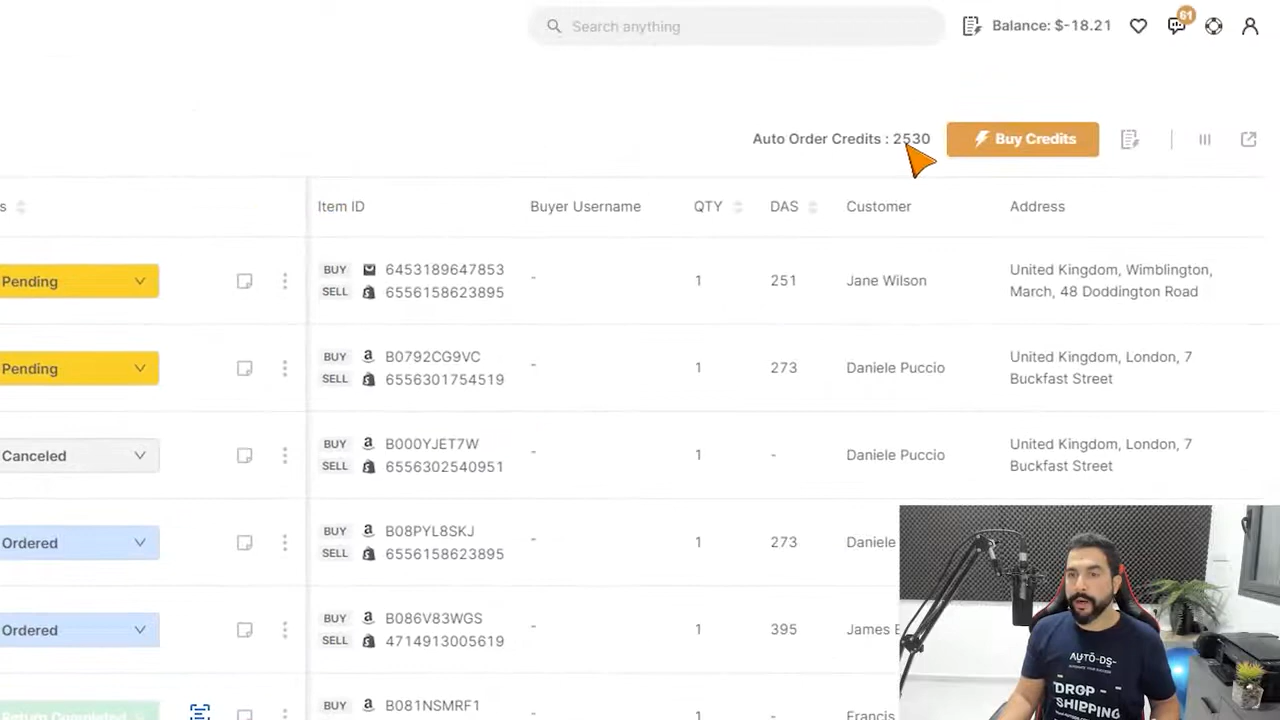 Search anything
Balance: $-18.21
61
Auto Order Credits : 2530
Buy Credits
s
Item ID
Buyer Username
QTY
DAS
Customer
Address
Pending
BUY 6453189647853
SELL 6556158623895
-
1
251
Jane Wilson
United Kingdom, Wimblington,
March, 48 Doddington Road
Pending
BUY B0792CG9VC
SELL 6556301754519
-
1
273
Daniele Puccio
United Kingdom, London, 7
Buckfast Street
Canceled
BUY B000YJET7W
SELL 6556302540951
-
1
-
Daniele Puccio
United Kingdom, London, 7
Buckfast Street
Ordered
BUY B08PYL8SKJ
SELL 6556158623895
-
1
273
Daniele
Ordered
BUY B086V83WGS
SELL 4714913005619
-
1
395
James
Return Completed
BUY B081NSMRF1
-
1
-
Francis
AUTO-DS
DROP
SHIPPING